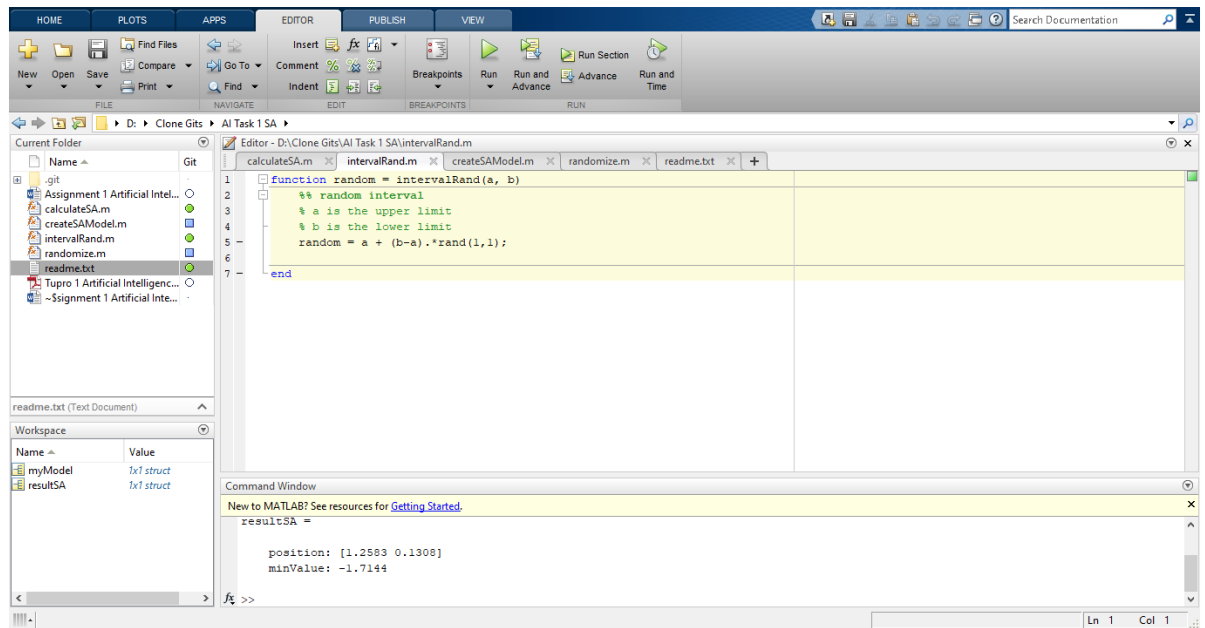 HOME PLOTS APPS EDITOR PUBLISH VIEW Search Documentation
New Open Save Find Files Compare Print
Go To Find
Insert fx
Comment
Indent
Breakpoints
Run Run and Advance Run Section Advance Run and Time
FILE NAVIGATE EDIT BREAKPOINTS RUN
D: Clone Gits AI Task 1 SA
Current Folder
Name Git
.git
Assignment 1 Artificial Intel...
calculateSA.m
createSAModel.m
intervalRand.m
randomize.m
readme.txt
Tupro 1 Artificial Intelligenc...
~$signment 1 Artificial Inte...
readme.txt (Text Document)
Workspace
Name Value
myModel 1x1 struct
resultSA 1x1 struct
Editor - D:\Clone Gits\AI Task 1 SA\intervalRand.m
calculateSA.m intervalRand.m createSAModel.m randomize.m readme.txt +
1 function random = intervalRand(a, b)
2 %% random interval
3 % a is the upper limit
4 % b is the lower limit
5 – random = a + (b-a).*rand(1,1);
6
7 – end
Command Window
New to MATLAB? See resources for Getting Started.
resultSA =
position: [1.2583 0.1308]
minValue: -1.7144
fx >>
Ln 1 Col 1